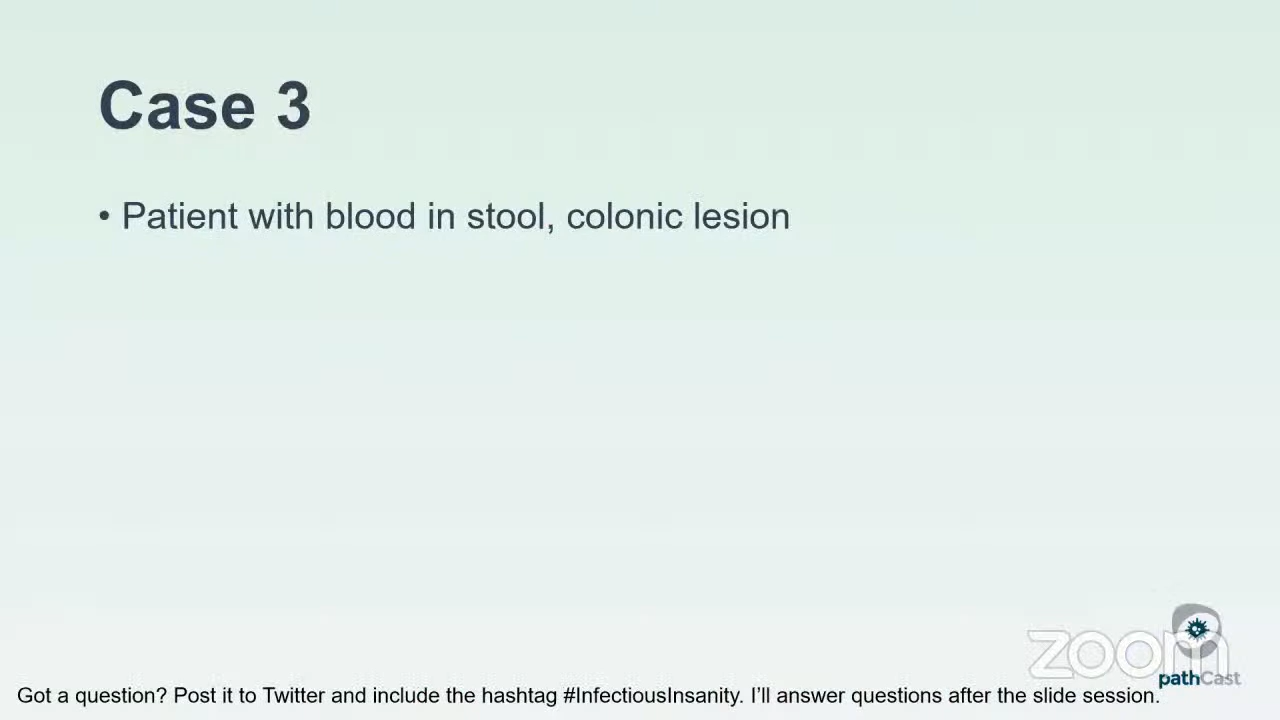 Case 3
• Patient with blood in stool, colonic lesion
zoom
pathCast
Got a question? Post it to Twitter and include the hashtag #InfectiousInsanity. I’ll answer questions after the slide session.